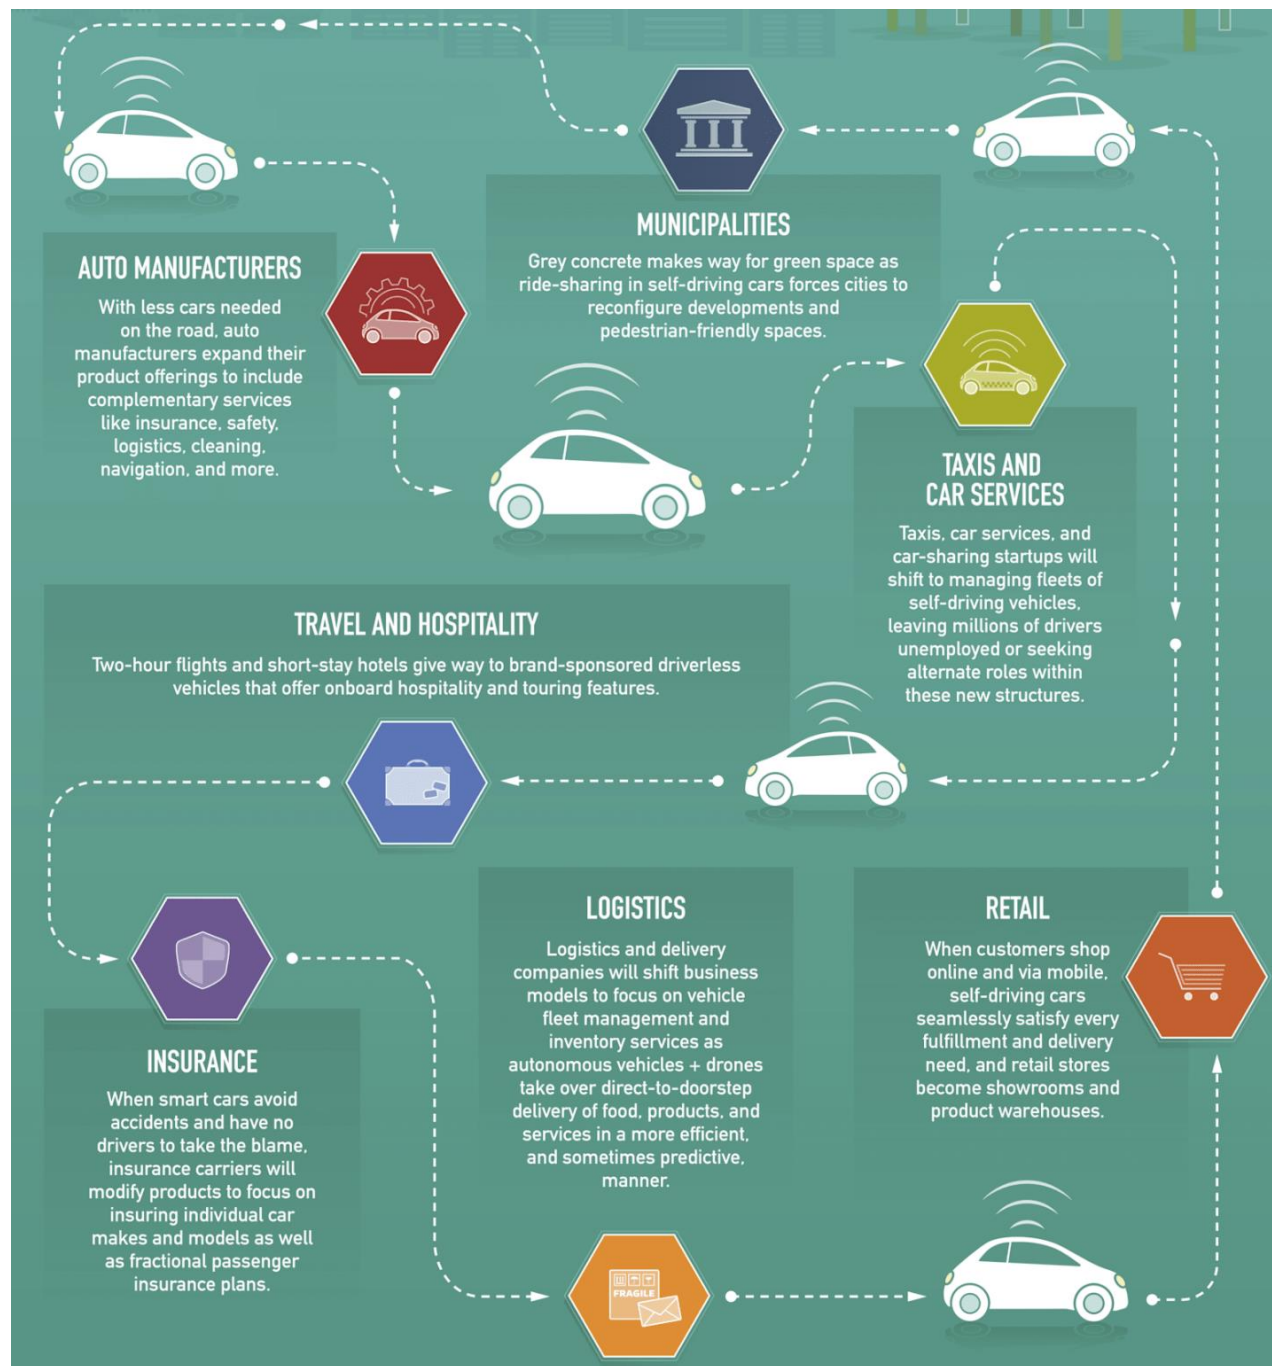 MUNICIPALITIES
Grey concrete makes way for green space as
ride-sharing in self-driving cars forces cities to
reconfigure developments and
pedestrian-friendly spaces.
AUTO MANUFACTURERS
With less cars needed
on the road, auto
manufacturers expand their
product offerings to include
complementary services
like insurance, safety,
logistics, cleaning,
navigation, and more.
TAXIS AND
CAR SERVICES
Taxis, car services, and
car-sharing startups will
shift to managing fleets of
self-driving vehicles,
leaving millions of drivers
unemployed or seeking
alternate roles within
these new structures.
TRAVEL AND HOSPITALITY
Two-hour flights and short-stay hotels give way to brand-sponsored driverless
vehicles that offer onboard hospitality and touring features.
INSURANCE
When smart cars avoid
accidents and have no
drivers to take the blame,
insurance carriers will
modify products to focus on
insuring individual car
makes and models as well
as fractional passenger
insurance plans.
LOGISTICS
Logistics and delivery
companies will shift business
models to focus on vehicle
fleet management and
inventory services as
autonomous vehicles + drones
take over direct-to-doorstep
delivery of food, products, and
services in a more efficient,
and sometimes predictive,
manner.
FRAGILE
RETAIL
When customers shop
online and via mobile,
self-driving cars
seamlessly satisfy every
fulfillment and delivery
need, and retail stores
become showrooms and
product warehouses.